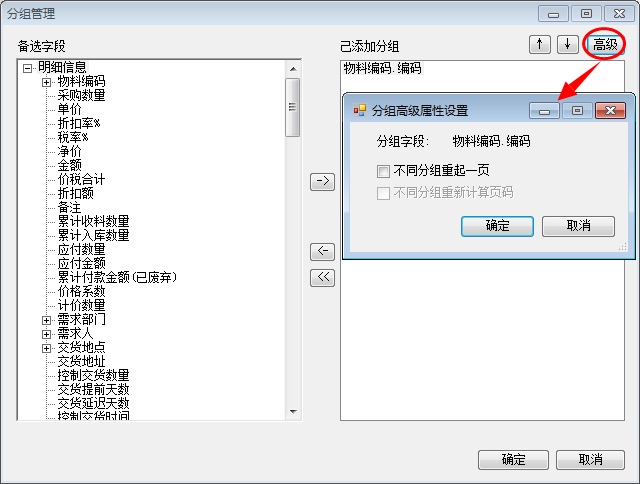 分组管理
备选字段
已添加分组
↑
↓
高级
明细信息
物料编码
采购数量
单价
折扣率%
税率%
净价
金额
价税合计
折扣额
备注
累计收料数量
累计入库数量
应付数量
应付金额
累计付款金额(已废弃)
价格系数
计价数量
需求部门
需求人
交货地点
交货地址
控制交货数量
交货提前天数
交货延迟天数
控制交货时间
->
<-
<<
物料编码.编码
分组高级属性设置
分组字段: 物料编码.编码
不同分组重起一页
不同分组重新计算页码
确定 取消
确定 取消